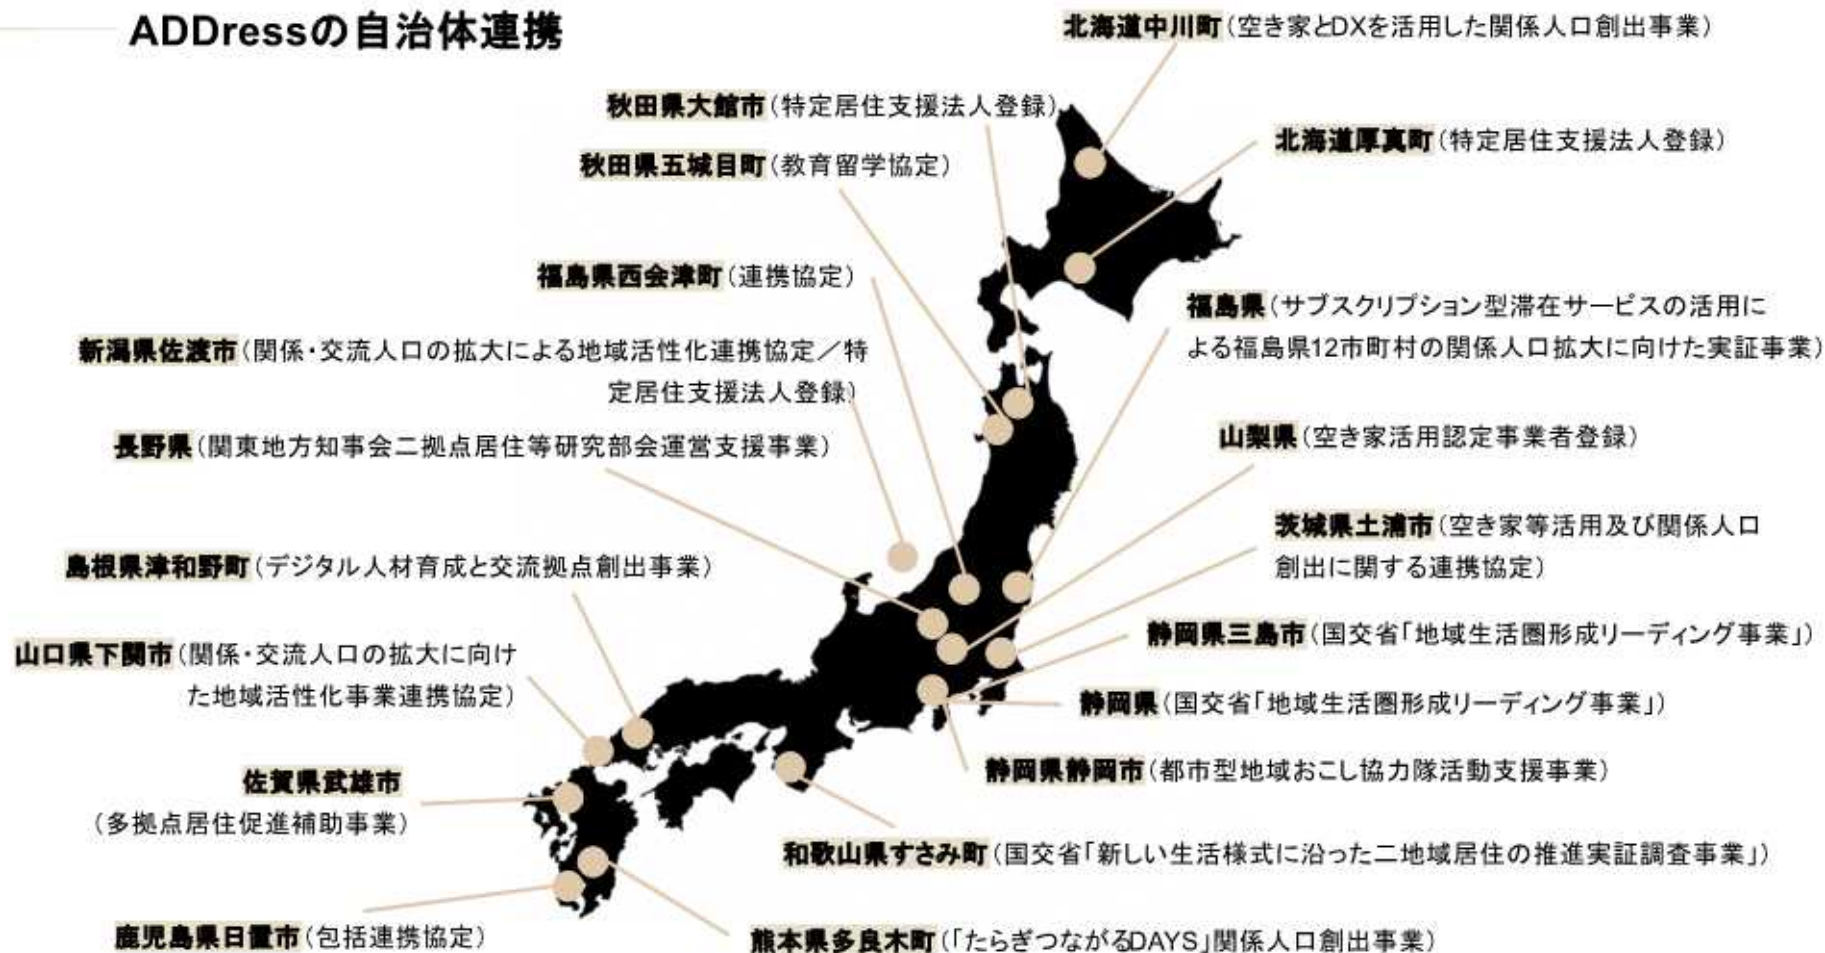 ADDressの自治体連携
北海道中川町（空き家とDXを活用した関係人口創出事業）
秋田県大館市（特定居住支援法人登録）
北海道厚真町（特定居住支援法人登録）
秋田県五城目町（教育留学協定）
福島県西会津町（連携協定）
福島県（サブスクリプション型滞在サービスの活用に
よる福島県12市町村の関係人口拡大に向けた実証事業）
新潟県佐渡市（関係・交流人口の拡大による地域活性化連携協定／特
定居住支援法人登録）
長野県（関東地方知事会二拠点居住等研究部会運営支援事業）
山梨県（空き家活用認定事業者登録）
茨城県土浦市（空き家等活用及び関係人口
創出に関する連携協定）
島根県津和野町（デジタル人材育成と交流拠点創出事業）
静岡県三島市（国交省「地域生活圏形成リーディング事業」）
山口県下関市（関係・交流人口の拡大に向け
た地域活性化事業連携協定）
静岡県（国交省「地域生活圏形成リーディング事業」）
静岡県静岡市（都市型地域おこし協力隊活動支援事業）
佐賀県武雄市
（多拠点居住促進補助事業）
和歌山県すさみ町（国交省「新しい生活様式に沿った二地域居住の推進実証調査事業」）
鹿児島県日置市（包括連携協定）
熊本県多良木町（「たらぎつながるDAYS」関係人口創出事業）